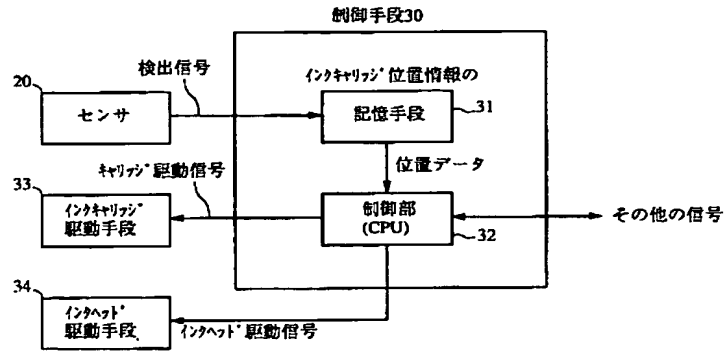 制御手段30
20
検出信号
センサ
インクキャリッジ位置情報の
記憶手段
31
キャリッジ駆動信号
位置データ
33
インクキャリッジ
駆動手段
制御部
(CPU)
32
その他の信号
34
インクヘッド
駆動手段
インクヘッド駆動信号